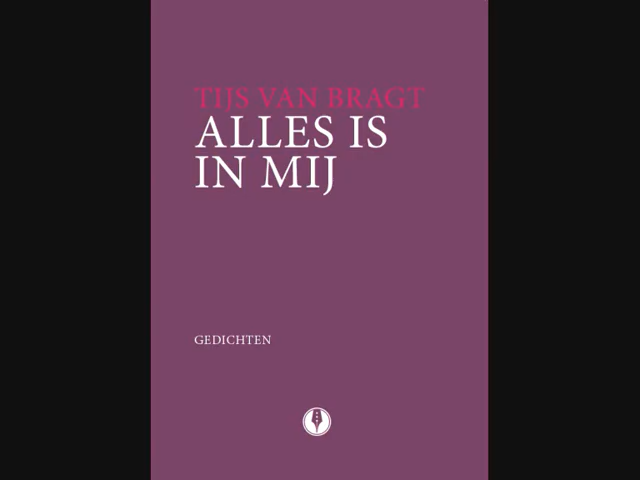 TIJS VAN BRAGT
ALLES IS
IN MIJ
GEDICHTEN